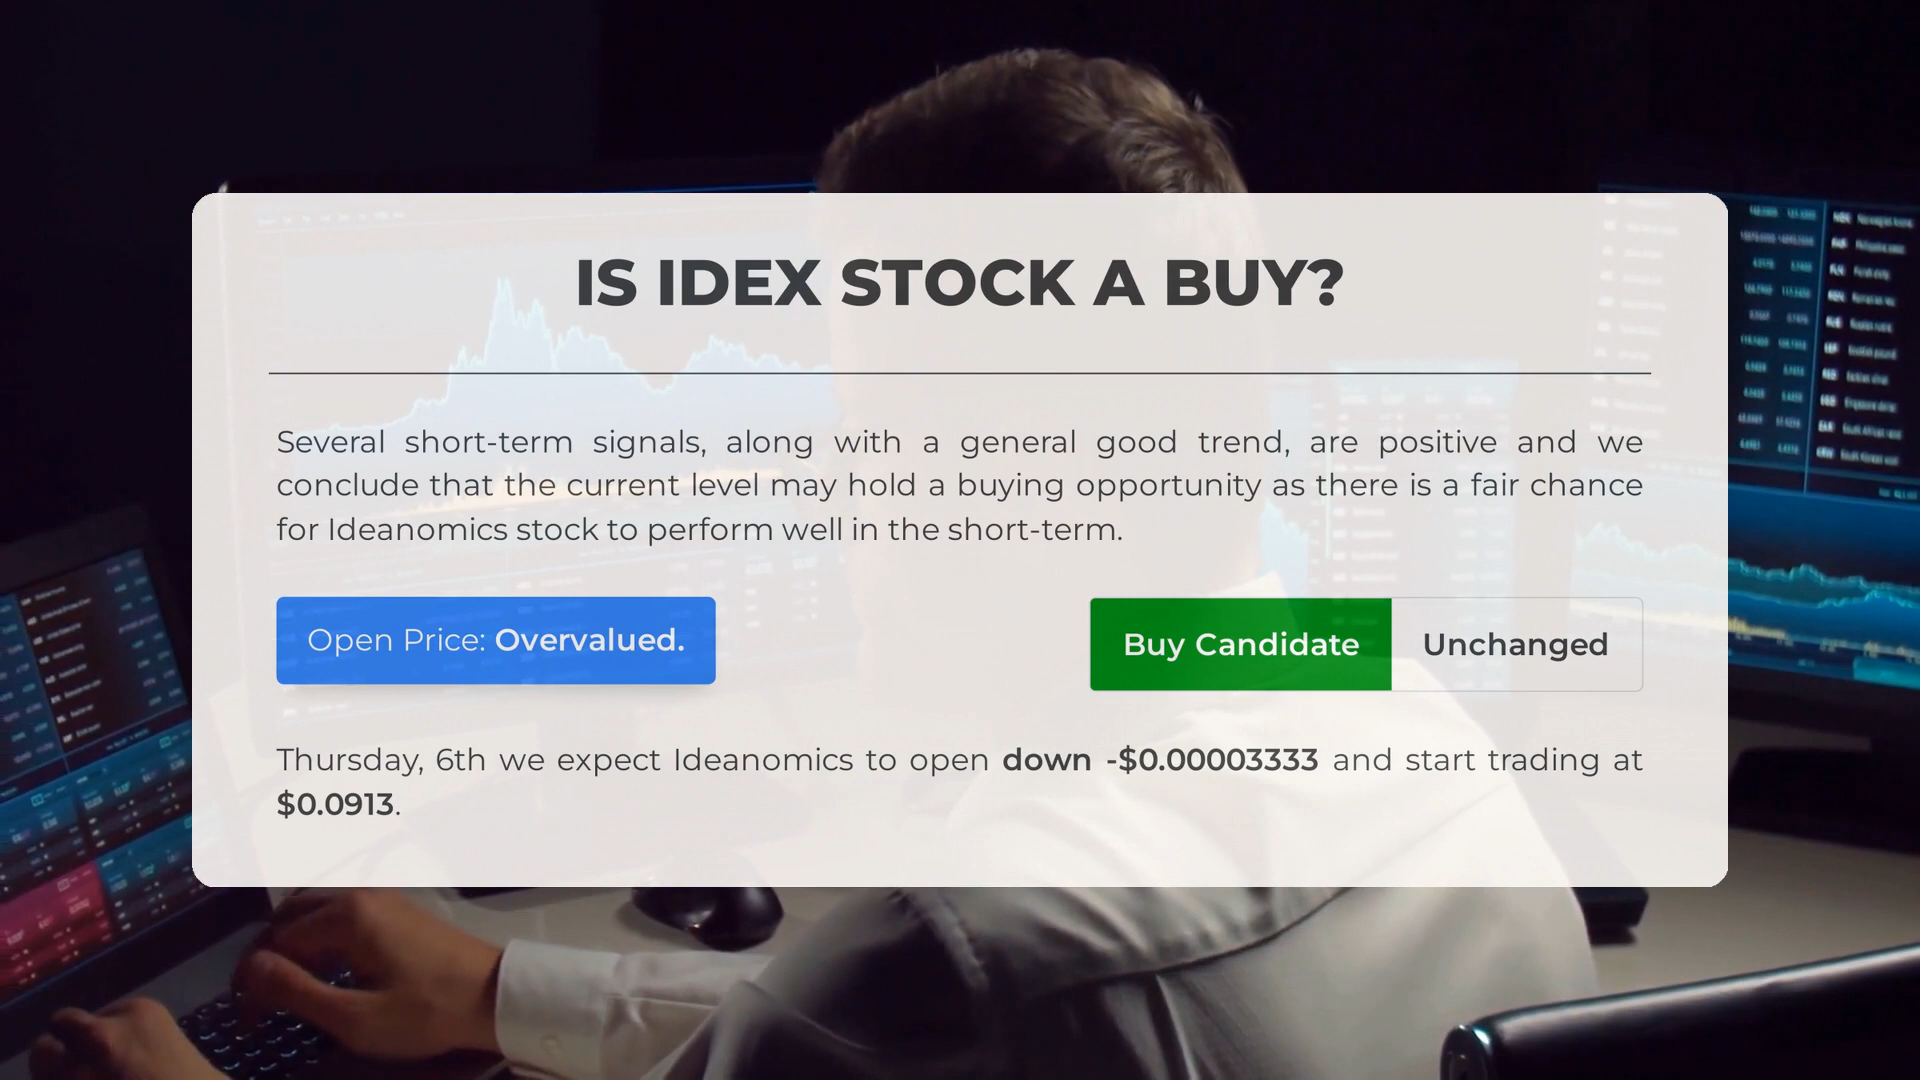 IS IDEX STOCK A BUY?
Several short-term signals, along with a general good trend, are positive and we
conclude that the current level may hold a buying opportunity as there is a fair chance
for Ideanomics stock to perform well in the short-term.
Open Price: Overvalued.
Buy Candidate Unchanged
Thursday, 6th we expect Ideanomics to open down -$0.00003333 and start trading at
$0.0913.